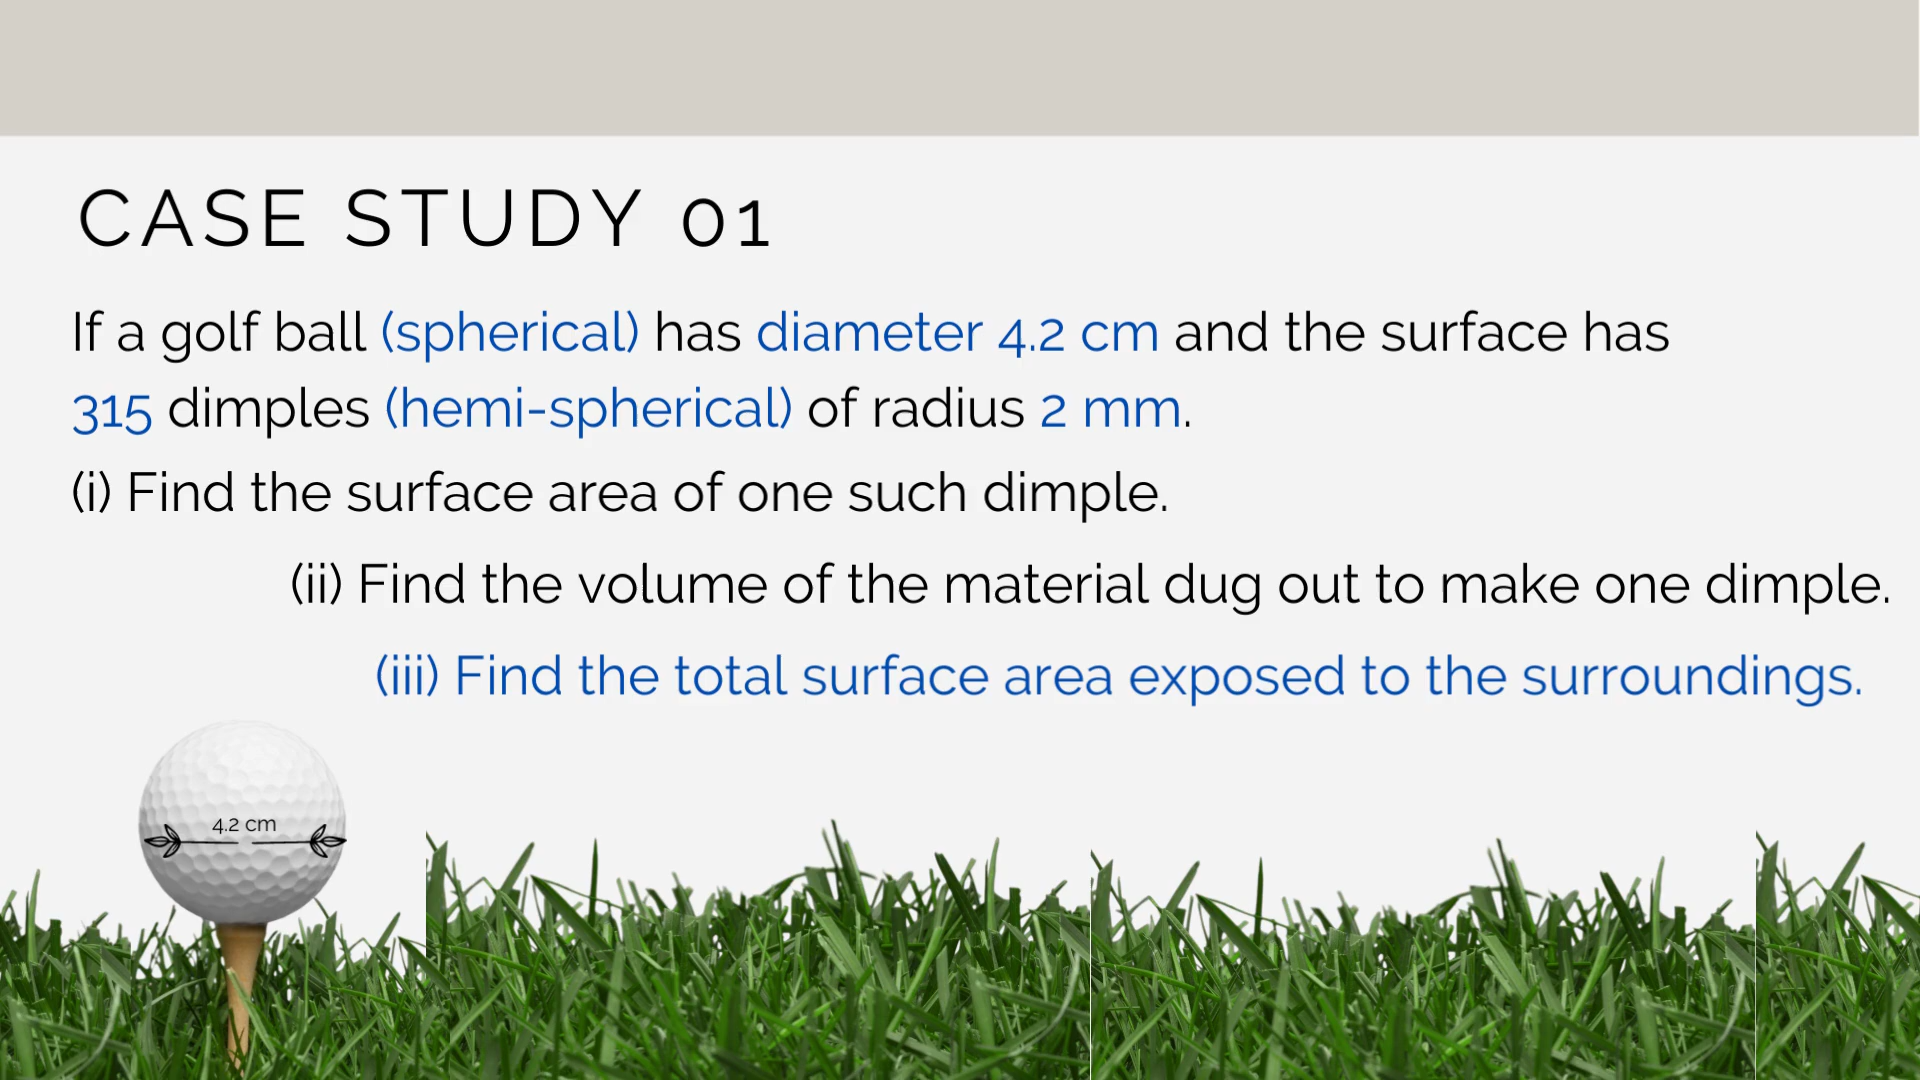 CASE STUDY 01
If a golf ball (spherical) has diameter 4.2 cm and the surface has
315 dimples (hemi-spherical) of radius 2 mm.
(i) Find the surface area of one such dimple.
(ii) Find the volume of the material dug out to make one dimple.
(iii) Find the total surface area exposed to the surroundings.
4.2 cm